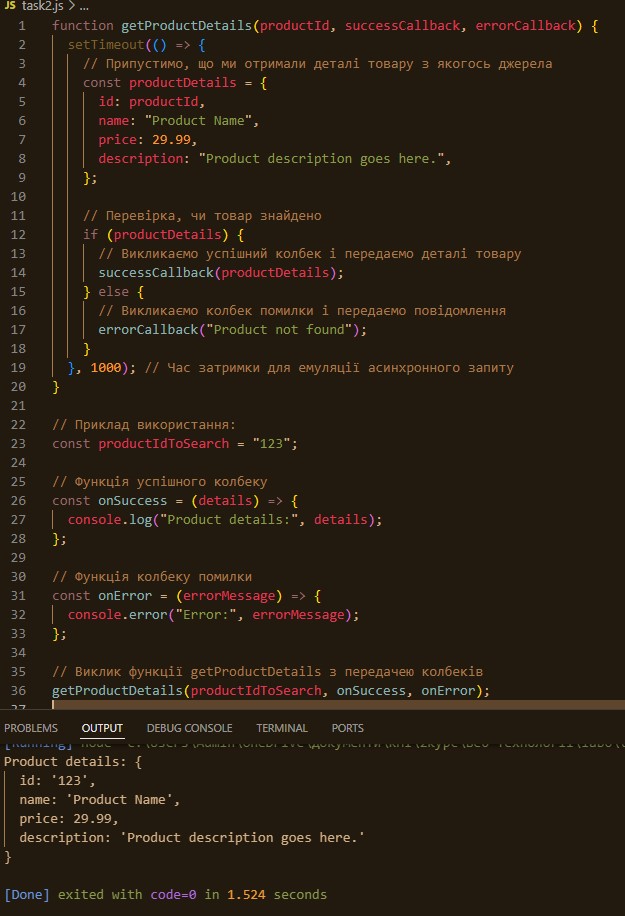 JS task2.js > ...
1 function getProductDetails(productId, successCallback, errorCallback) {
2 setTimeout(() => {
3 // Припустимо, що ми отримали деталі товару з якогось джерела
4 const productDetails = {
5 id: productId,
6 name: "Product Name",
7 price: 29.99,
8 description: "Product description goes here.",
9 };
10
11 // Перевірка, чи товар знайдено
12 if (productDetails) {
13 // Викликаємо успішний колбек і передаємо деталі товару
14 successCallback(productDetails);
15 } else {
16 // Викликаємо колбек помилки і передаємо повідомлення
17 errorCallback("Product not found");
18 }
19 }, 1000); // Час затримки для емуляції асинхронного запиту
20 }
21
22 // Приклад використання:
23 const productIdToSearch = "123";
24
25 // Функція успішного колбеку
26 const onSuccess = (details) => {
27 console.log("Product details:", details);
28 };
29
30 // Функція колбеку помилки
31 const onError = (errorMessage) => {
32 console.error("Error:", errorMessage);
33 };
34
35 // Виклик функції getProductDetails з передачею колбеків
36 getProductDetails(productIdToSearch, onSuccess, onError);
37
PROBLEMS OUTPUT DEBUG CONSOLE TERMINAL PORTS
[Running] node
Product details: {
id: '123',
name: 'Product Name',
price: 29.99,
description: 'Product description goes here.'
}
[Done] exited with code=0 in 1.524 seconds